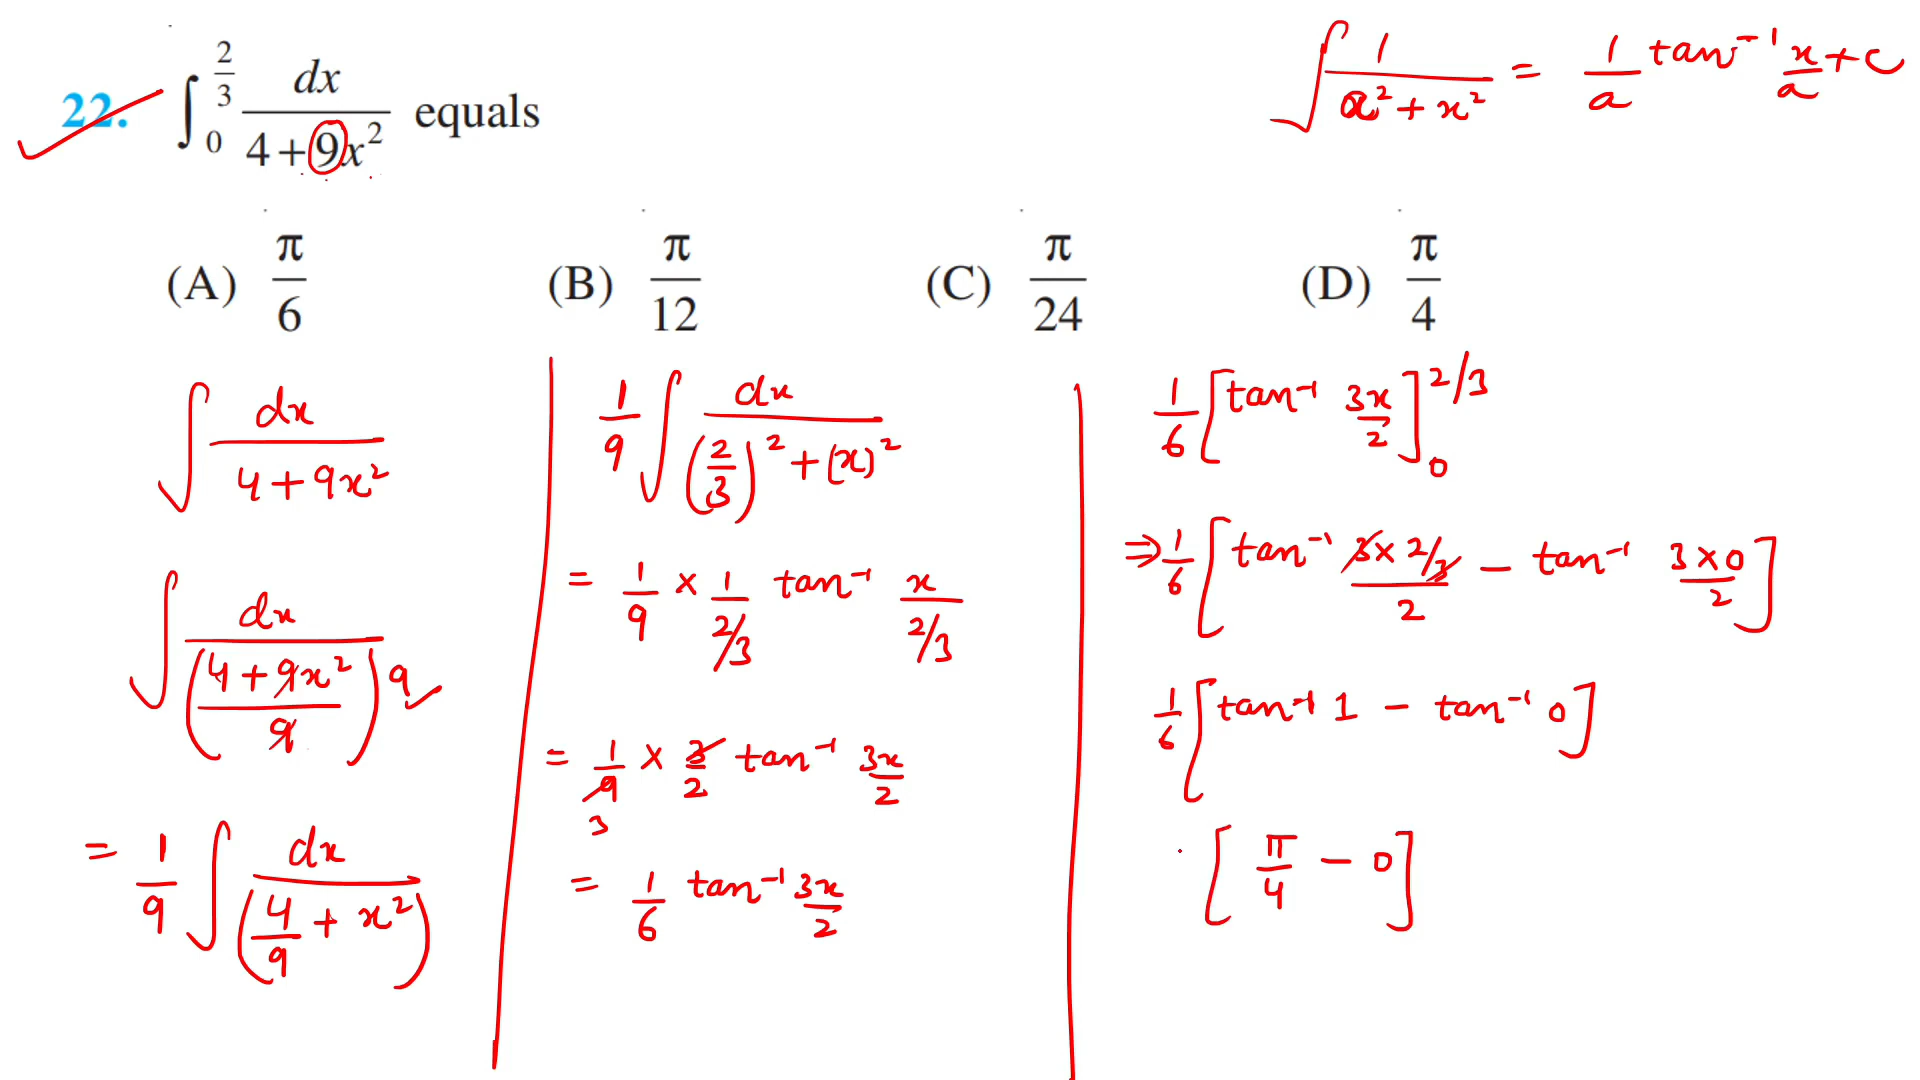 22. ∫₀^(2/3) dx/(4+9x²) equals
∫ 1/(a²+x²) = 1/a tan⁻¹ x/a + c
(A) π/6 (B) π/12 (C) π/24 (D) π/4
∫ dx/(4+9x²)
∫ dx/((4+9x²)/9)9
= 1/9 ∫ dx/(4/9 + x²)
1/9 ∫ dx/((2/3)²+(x)²)
= 1/9 × 1/(2/3) tan⁻¹ x/(2/3)
= 1/9 × 3/2 tan⁻¹ 3x/2
3
= 1/6 tan⁻¹ 3x/2
1/6 [tan⁻¹ 3x/2]₀^(2/3)
⇒ 1/6 [tan⁻¹ (3×2/3)/2 − tan⁻¹ (3×0)/2]
1/6 [tan⁻¹ 1 − tan⁻¹ 0]
[π/4 − 0]